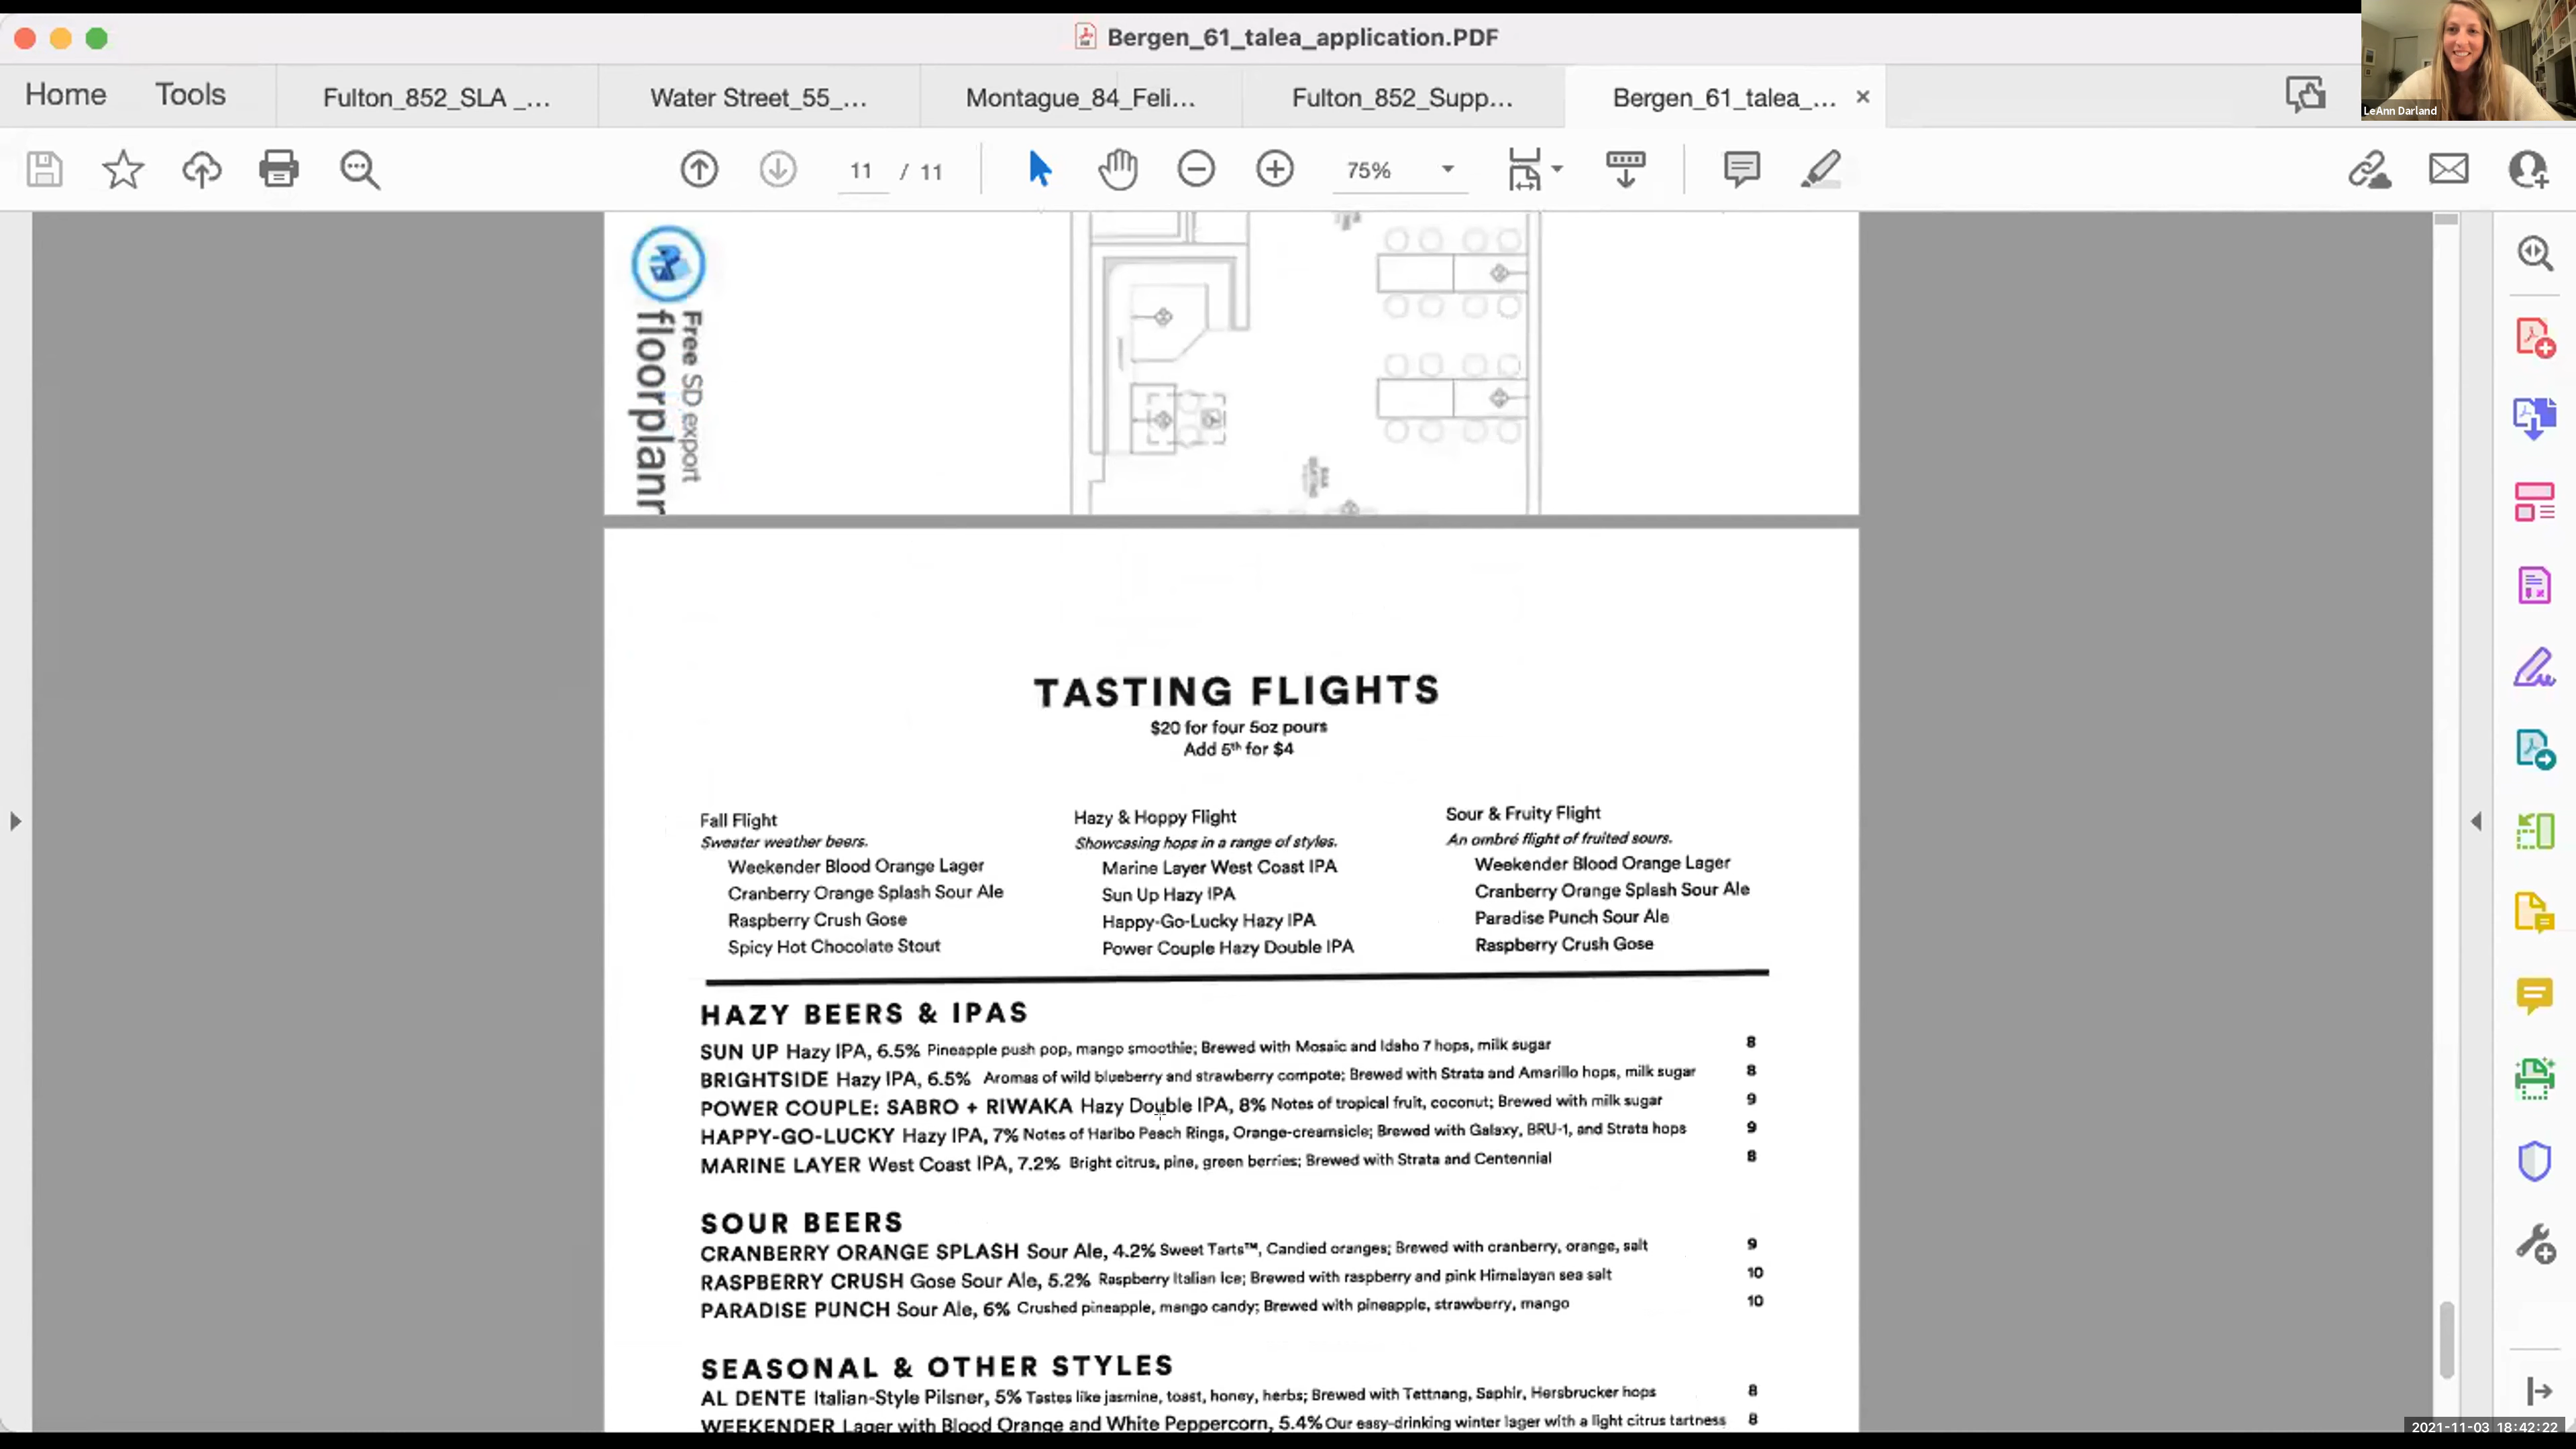 Bergen_61_talea_application.PDF
LeAnn Darland
Home Tools Fulton_852_SLA _... Water Street_55_... Montague_84_Feli... Fulton_852_Supp... Bergen_61_talea_... ×
11 / 11 75%
Free SD export
floorplann
TASTING FLIGHTS
$20 for four 5oz pours
Add 5th for $4
Fall Flight
Sweater weather beers.
Weekender Blood Orange Lager
Cranberry Orange Splash Sour Ale
Raspberry Crush Gose
Spicy Hot Chocolate Stout
Hazy & Hoppy Flight
Showcasing hops in a range of styles.
Marine Layer West Coast IPA
Sun Up Hazy IPA
Happy-Go-Lucky Hazy IPA
Power Couple Hazy Double IPA
Sour & Fruity Flight
An ombré flight of fruited sours.
Weekender Blood Orange Lager
Cranberry Orange Splash Sour Ale
Paradise Punch Sour Ale
Raspberry Crush Gose
HAZY BEERS & IPAS
SUN UP Hazy IPA, 6.5% Pineapple push pop, mango smoothie; Brewed with Mosaic and Idaho 7 hops, milk sugar 8
BRIGHTSIDE Hazy IPA, 6.5% Aromas of wild blueberry and strawberry compote; Brewed with Strata and Amarillo hops, milk sugar 8
POWER COUPLE: SABRO + RIWAKA Hazy Double IPA, 8% Notes of tropical fruit, coconut; Brewed with milk sugar 9
HAPPY-GO-LUCKY Hazy IPA, 7% Notes of Haribo Peach Rings, Orange-creamsicle; Brewed with Galaxy, BRU-1, and Strata hops 9
MARINE LAYER West Coast IPA, 7.2% Bright citrus, pine, green berries; Brewed with Strata and Centennial 8
SOUR BEERS
CRANBERRY ORANGE SPLASH Sour Ale, 4.2% Sweet Tarts™, Candied oranges; Brewed with cranberry, orange, salt 9
RASPBERRY CRUSH Gose Sour Ale, 5.2% Raspberry Italian Ice; Brewed with raspberry and pink Himalayan sea salt 10
PARADISE PUNCH Sour Ale, 6% Crushed pineapple, mango candy; Brewed with pineapple, strawberry, mango 10
SEASONAL & OTHER STYLES
AL DENTE Italian-Style Pilsner, 5% Tastes like jasmine, toast, honey, herbs; Brewed with Tettnang, Saphir, Hersbrucker hops 8
WEEKENDER Lager with Blood Orange and White Peppercorn, 5.4% Our easy-drinking winter lager with a light citrus tartness 8
2021-11-03 18:42:22